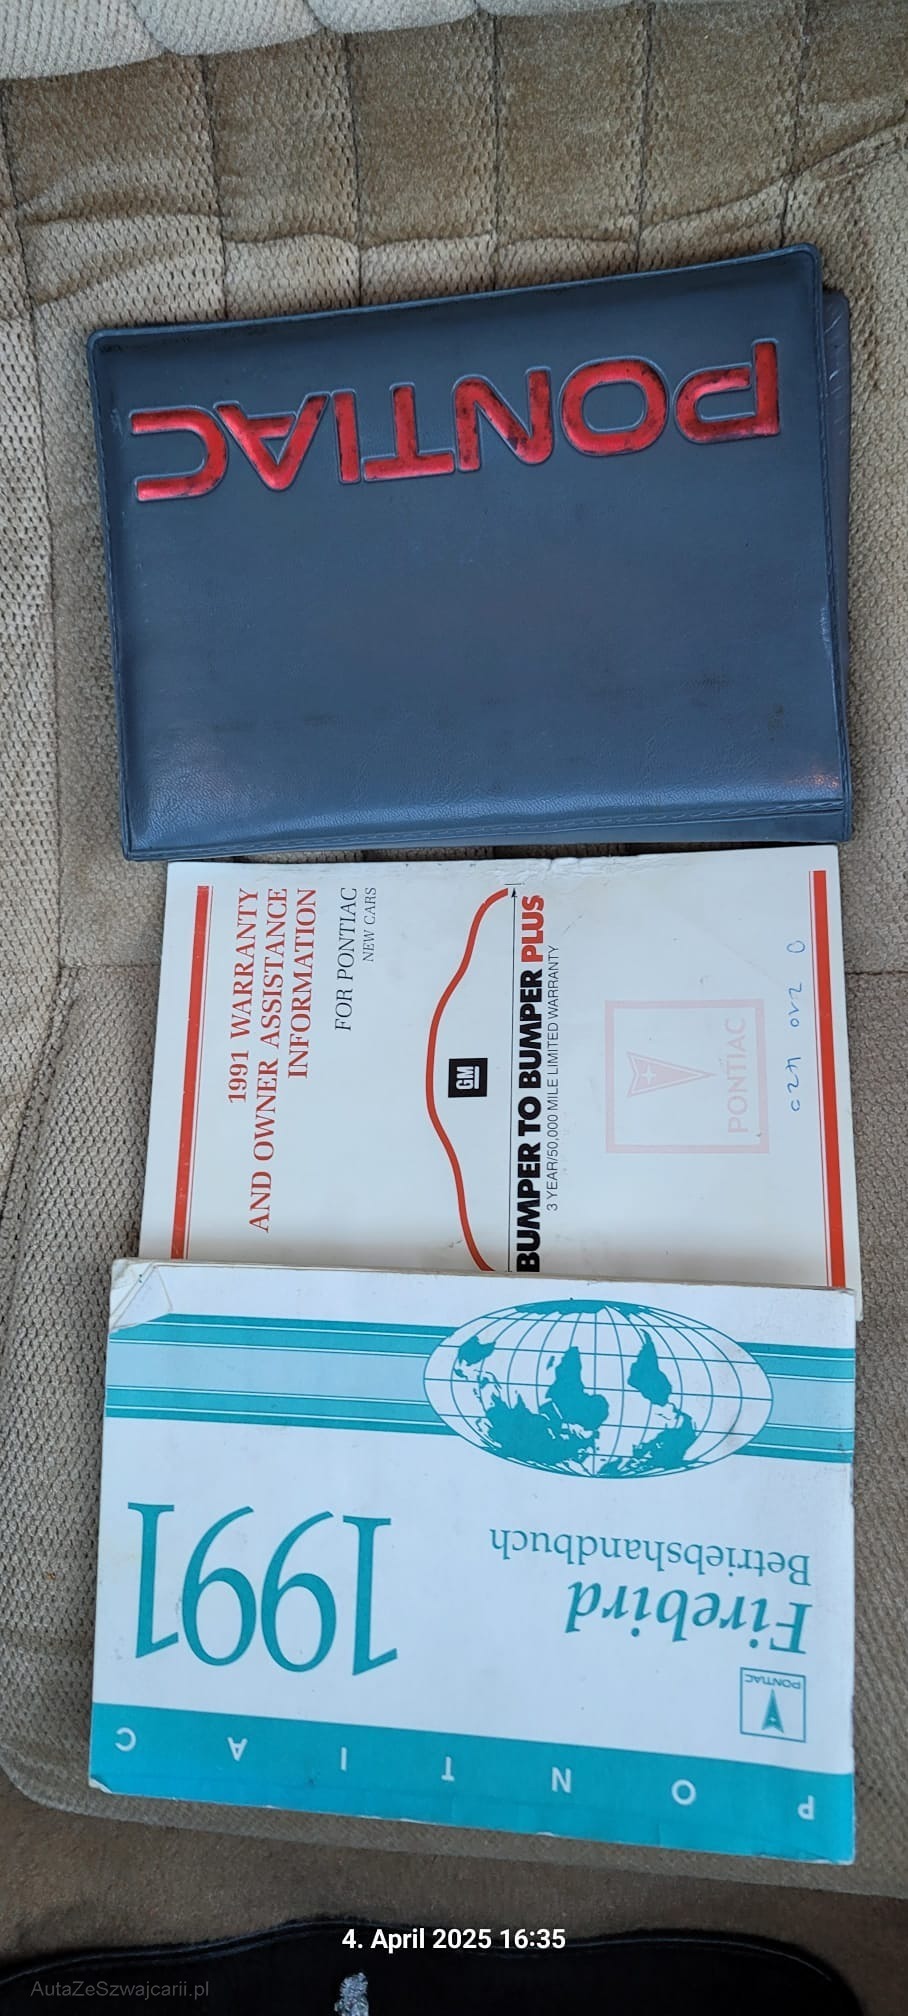 PONTIAC
1991 WARRANTY
AND OWNER ASSISTANCE
INFORMATION
FOR PONTIAC
NEW CARS
GM
BUMPER TO BUMPER PLUS
3 YEAR/50,000 MILE LIMITED WARRANTY
PONTIAC
PONTIAC
PONTIAC
Firebird
Betriebshandbuch
1991
4. April 2025 16:35
AutaZeSzwajcarii.pl